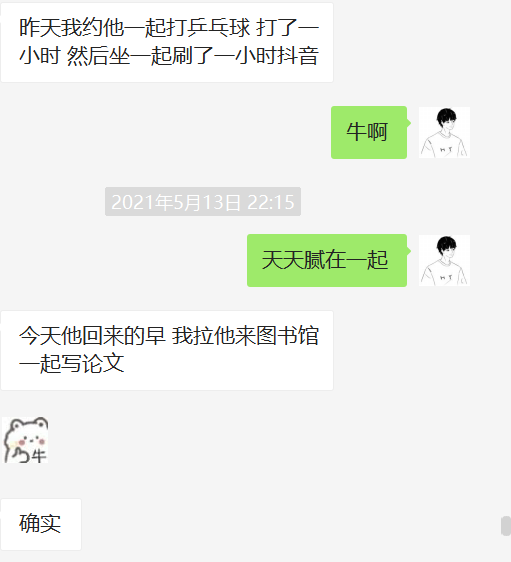 昨天我约他一起打乒乓球 打了一
小时 然后坐一起刷了一小时抖音
牛啊
2021年5月13日 22:15
天天腻在一起
今天他回来的早 我拉他来图书馆
一起写论文
牛
确实